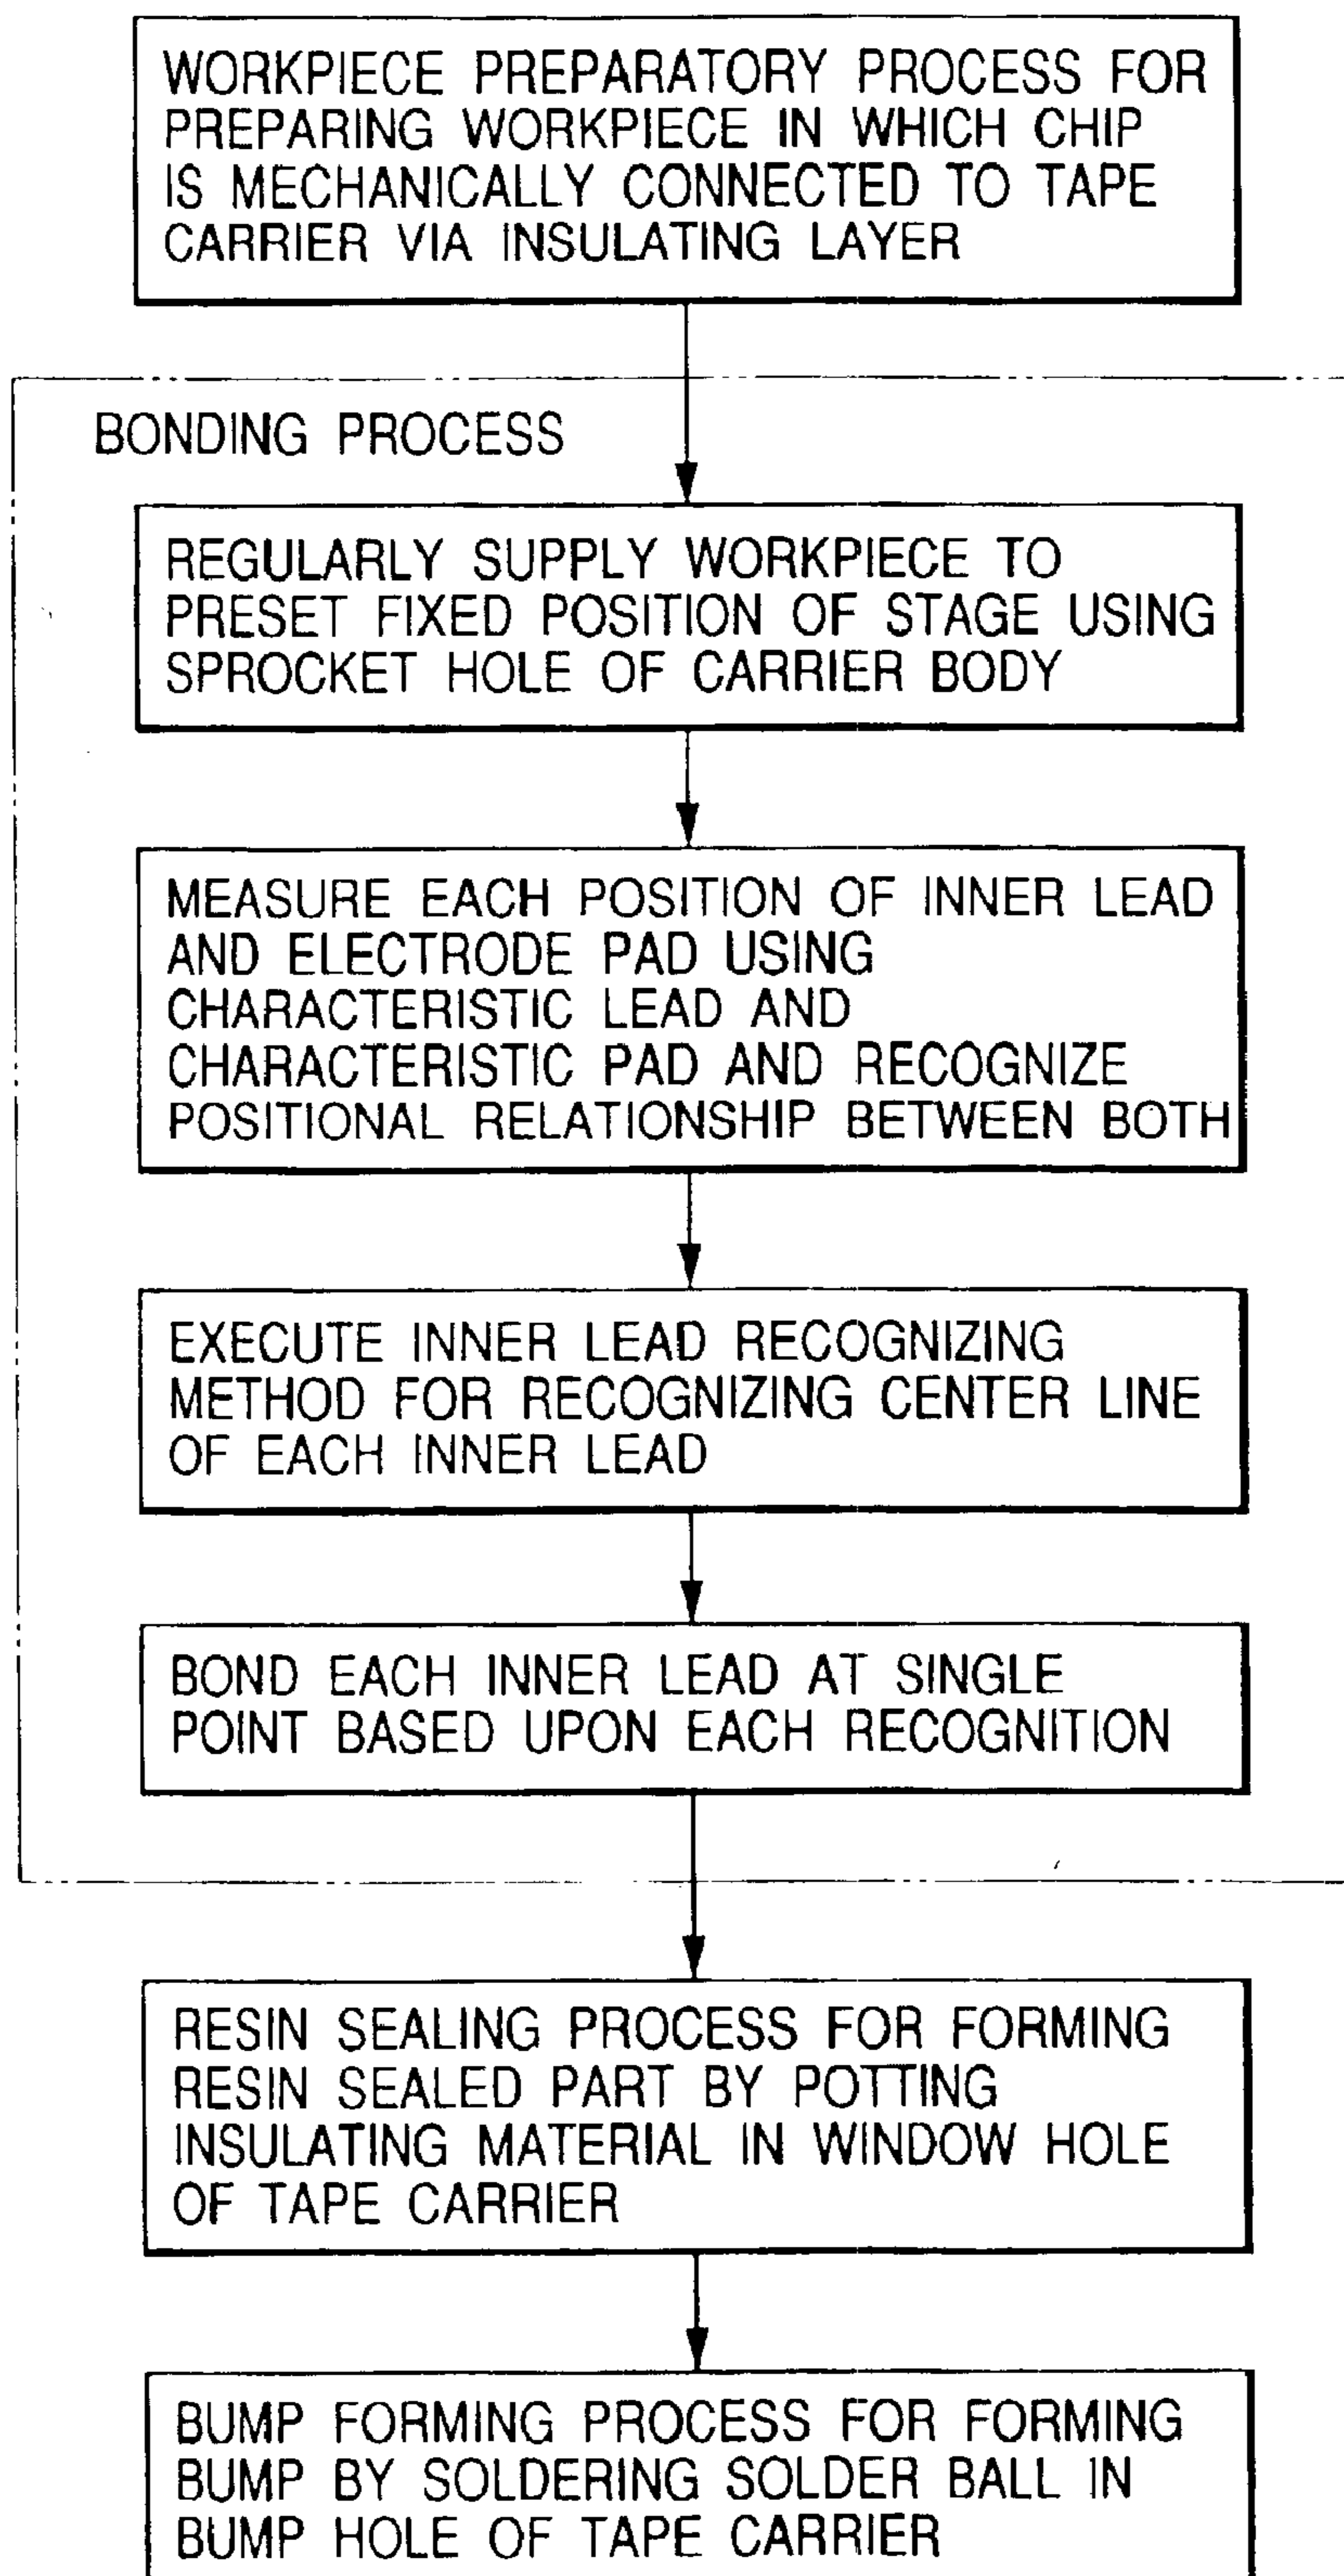 WORKPIECE PREPARATORY PROCESS FOR
PREPARING WORKPIECE IN WHICH CHIP
IS MECHANICALLY CONNECTED TO TAPE
CARRIER VIA INSULATING LAYER
BONDING PROCESS
REGULARLY SUPPLY WORKPIECE TO
PRESET FIXED POSITION OF STAGE USING
SPROCKET HOLE OF CARRIER BODY
MEASURE EACH POSITION OF INNER LEAD
AND ELECTRODE PAD USING
CHARACTERISTIC LEAD AND
CHARACTERISTIC PAD AND RECOGNIZE
POSITIONAL RELATIONSHIP BETWEEN BOTH
EXECUTE INNER LEAD RECOGNIZING
METHOD FOR RECOGNIZING CENTER LINE
OF EACH INNER LEAD
BOND EACH INNER LEAD AT SINGLE
POINT BASED UPON EACH RECOGNITION
RESIN SEALING PROCESS FOR FORMING
RESIN SEALED PART BY POTTING
INSULATING MATERIAL IN WINDOW HOLE
OF TAPE CARRIER
BUMP FORMING PROCESS FOR FORMING
BUMP BY SOLDERING SOLDER BALL IN
BUMP HOLE OF TAPE CARRIER